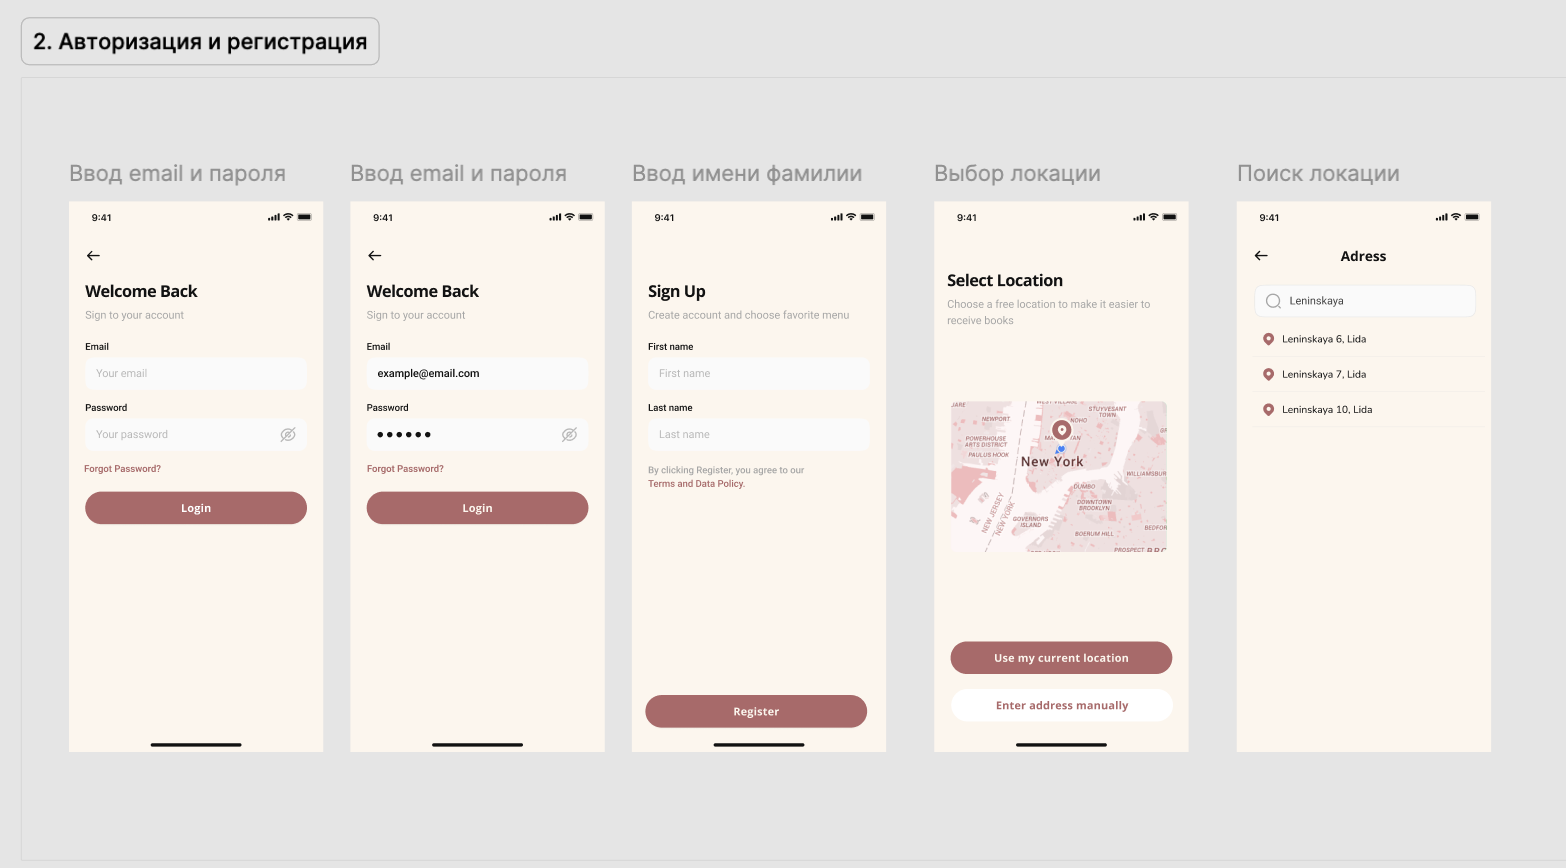 2. Авторизация и регистрация
Ввод email и пароля
9:41
Welcome Back
Sign to your account
Email
Your email
Password
Your password
Forgot Password?
Login
Ввод email и пароля
9:41
Welcome Back
Sign to your account
Email
example@email.com
Password
Forgot Password?
Login
Ввод имени фамилии
9:41
Sign Up
Create account and choose favorite menu
First name
First name
Last name
Last name
By clicking Register, you agree to our
Terms and Data Policy.
Register
Выбор локации
9:41
Select Location
Choose a free location to make it easier to
receive books
NEWPORT
STUYVESANT
TOWN
POWERHOUSE
ARTS DISTRICT
PAULUS HOOK
New York
WILLIAMSBUR
DUMBO
DOWNTOWN
BROOKLYN
NEW JERSEY
NEW YORK
GOVERNORS
ISLAND
BOERUM HILL
BEDFOR
PROSPECT
Use my current location
Enter address manually
Поиск локации
9:41
Adress
Leninskaya
Leninskaya 6, Lida
Leninskaya 7, Lida
Leninskaya 10, Lida